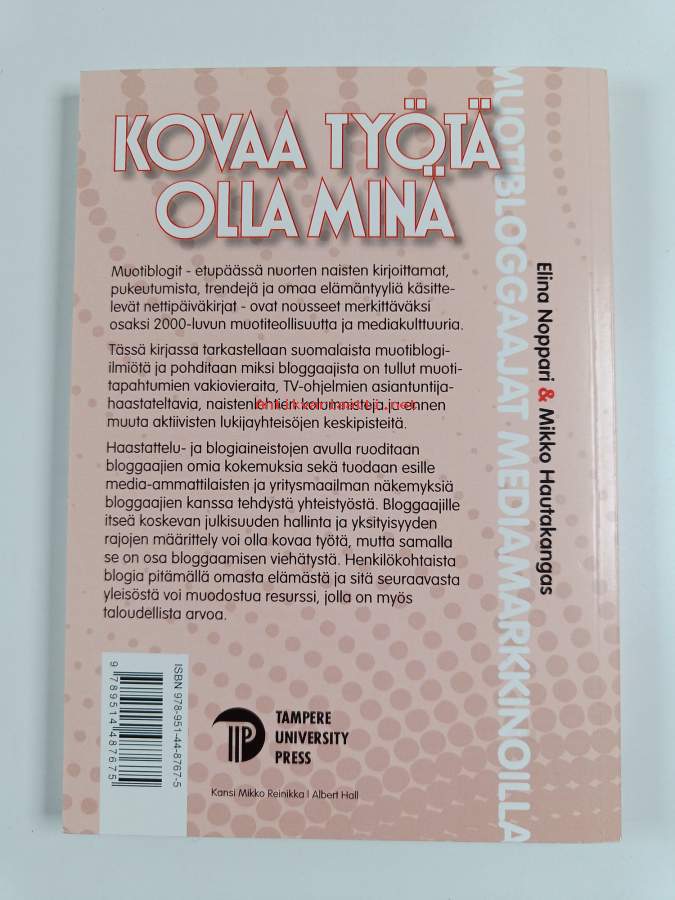 KOVAA TYÖTÄ
OLLA MINÄ
Muotiblogit - etupäässä nuorten naisten kirjoittamat,
pukeutumista, trendejä ja omaa elämäntyyliä käsitte-
levät nettipäiväkirjat - ovat nousseet merkittäväksi
osaksi 2000-luvun muotiteollisuutta ja mediakulttuuria.
Tässä kirjassa tarkastellaan suomalaista muotiblogi-
ilmiötä ja pohditaan miksi bloggaajista on tullut muoti-
tapahtumien vakiovieraita, TV-ohjelmien asiantuntija-
haastateltavia, naistenlehtien kolumnisteja ja ennen
antikvariaatti.net
muuta aktiivisten lukijayhteisöjen keskipisteitä.
Haastattelu- ja blogiaineistojen avulla ruoditaan
bloggaajien omia kokemuksia sekä tuodaan esille
media-ammattilaisten ja yritysmaailman näkemyksiä
bloggaajien kanssa tehdystä yhteistyöstä. Bloggaajille
itseä koskevan julkisuuden hallinta ja yksityisyyden
rajojen määrittely voi olla kovaa työtä, mutta samalla
se on osa bloggaamisen viehätystä. Henkilökohtaista
blogia pitämällä omasta elämästä ja sitä seuraavasta
yleisöstä voi muodostua resurssi, jolla on myös
taloudellista arvoa.
Elina Noppari & Mikko Hautakangas
MUOTIBLOGGAAJAT MEDIAMARKKINOILLA
ISBN 978-951-44-8767-5
9 789514 487675
TAMPERE
UNIVERSITY
PRESS
Kansi Mikko Reinikka | Albert Hall